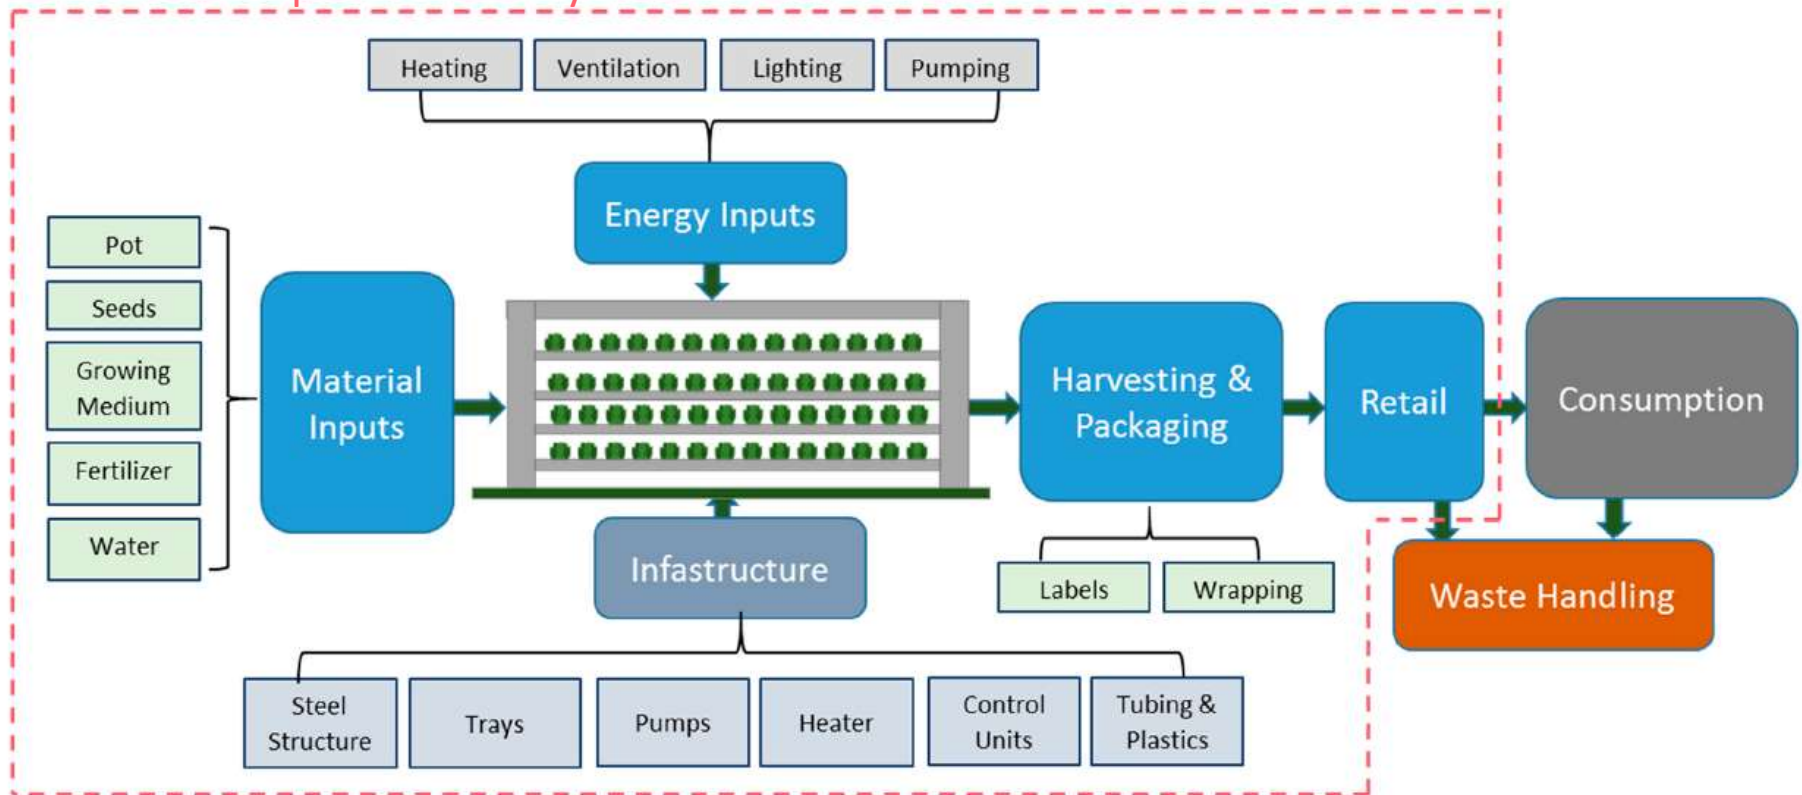 Heating
Ventilation
Lighting
Pumping
Energy Inputs
Pot
Seeds
Growing
Medium
Fertilizer
Water
Material
Inputs
Harvesting &
Packaging
Retail
Consumption
Infastructure
Labels
Wrapping
Waste Handling
Steel
Structure
Trays
Pumps
Heater
Control
Units
Tubing &
Plastics